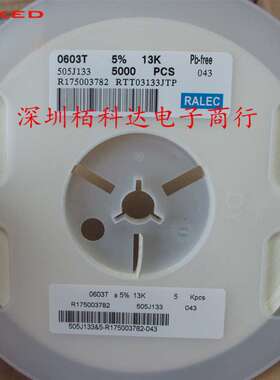 0603T 5% 13K Pb-free
505J133 5000 PCS 043
R175003782 RTT03133JTP
RALEC
深圳栢科达电子商行
0603T ± 5% 13K 5 Kpcs
R175003782 505J133 043
505J133&5-R175003782-043